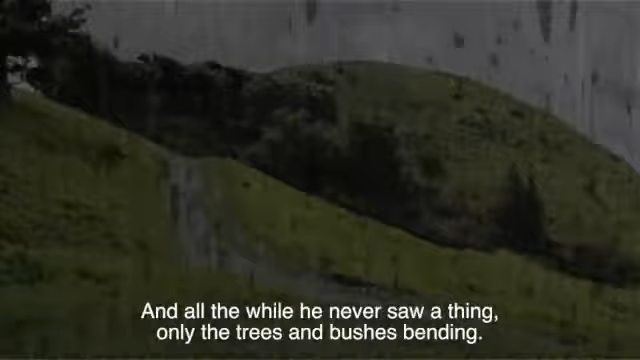 And all the while he never saw a thing,
only the trees and bushes bending.